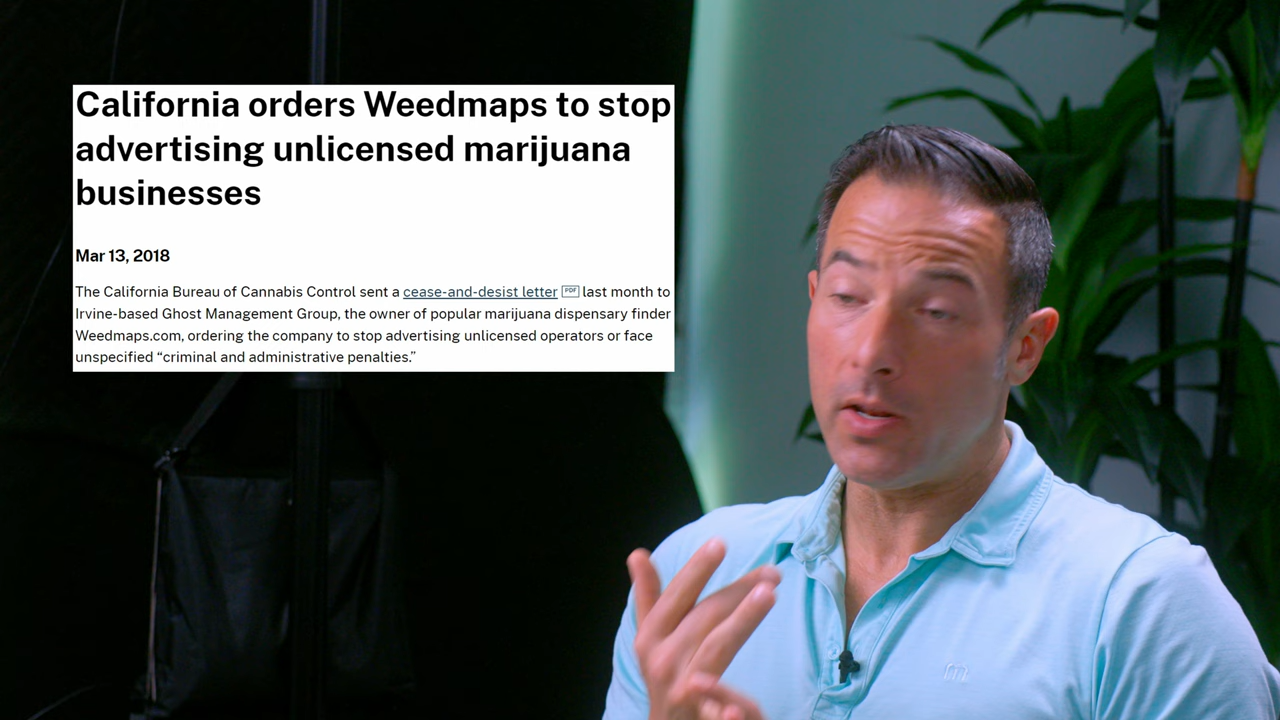 California orders Weedmaps to stop
advertising unlicensed marijuana
businesses
Mar 13, 2018
The California Bureau of Cannabis Control sent a cease-and-desist letter PDF last month to
Irvine-based Ghost Management Group, the owner of popular marijuana dispensary finder
Weedmaps.com, ordering the company to stop advertising unlicensed operators or face
unspecified “criminal and administrative penalties.”